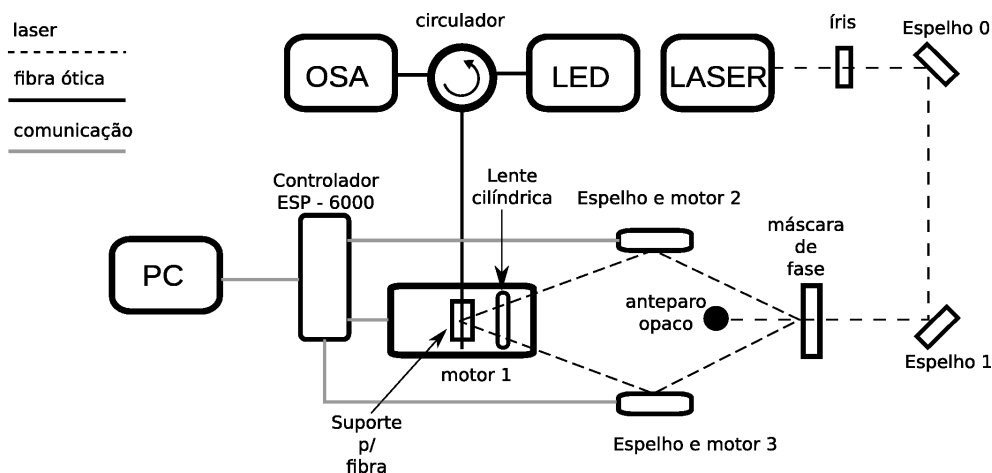 laser
fibra ótica
comunicação
circulador
OSA
LED
LASER
íris
Espelho 0
Controlador
ESP - 6000
Lente
cilíndrica
Espelho e motor 2
máscara
de
fase
PC
anteparo
opaco
motor 1
Espelho 1
Suporte
p/
fibra
Espelho e motor 3